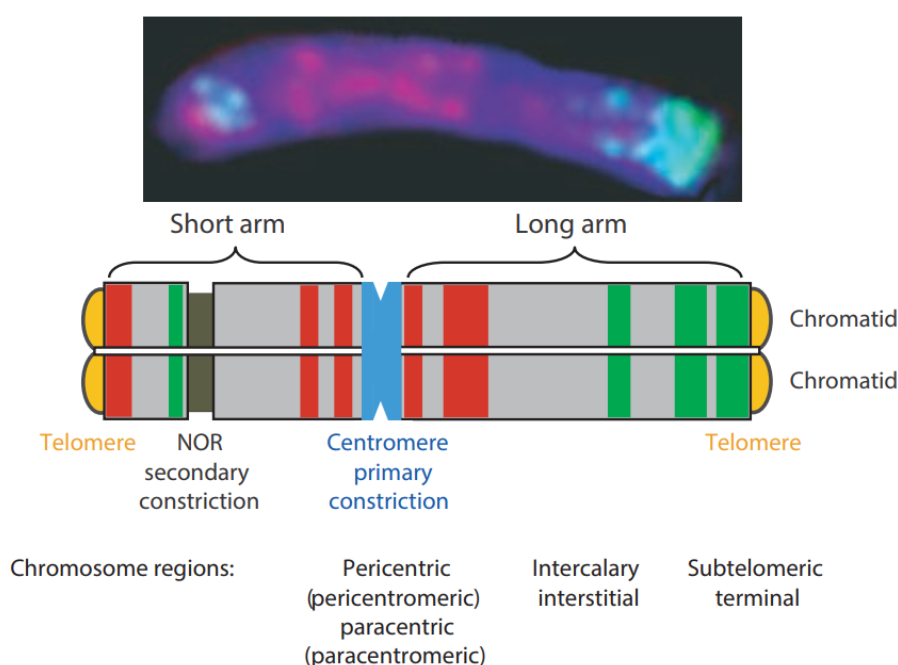 Short arm
Long arm
Chromatid
Chromatid
Telomere
NOR
secondary
constriction
Centromere
primary
constriction
Telomere
Chromosome regions:
Pericentric
(pericentromeric)
paracentric
(paracentromeric)
Intercalary
interstitial
Subtelomeric
terminal